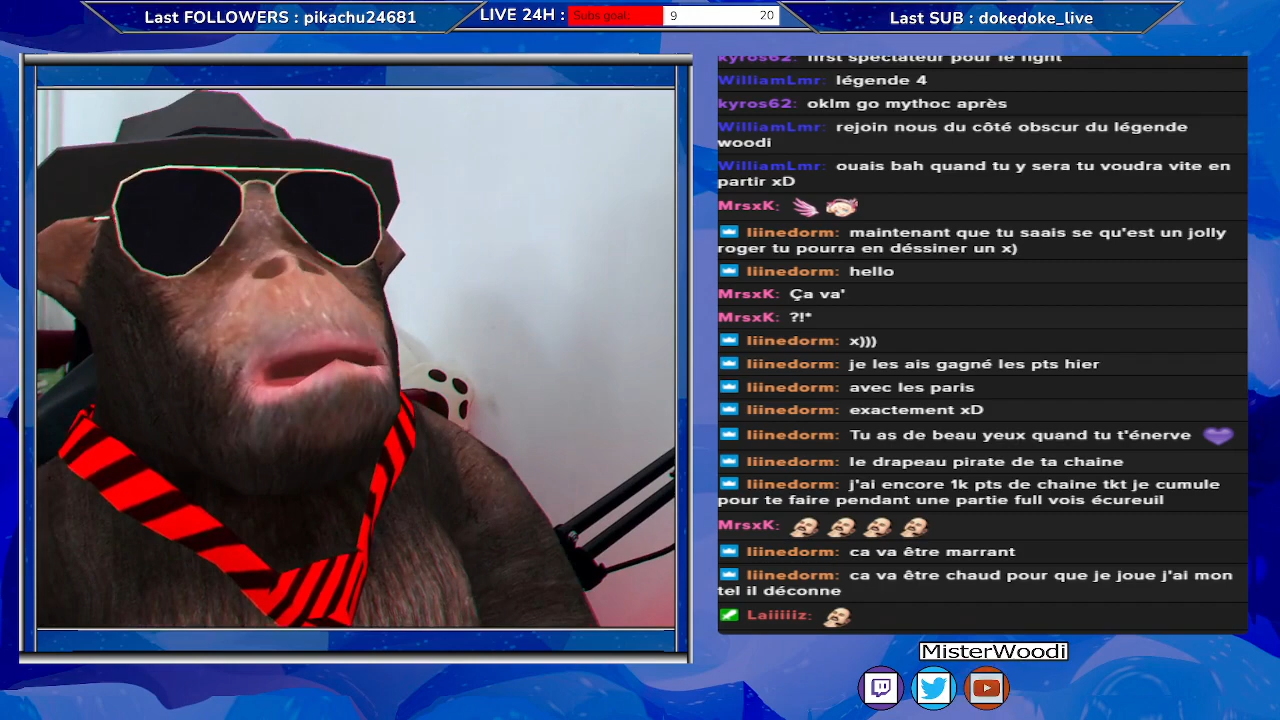 Last FOLLOWERS : pikachu24681
LIVE 24H :
Subs goal:
9
20
Last SUB : dokedoke_live
kyros62: first spectateur pour le fight
WilliamLmr: légende 4
kyros62: oklm go mythoc après
WilliamLmr: rejoin nous du côté obscur du légende
woodi
WilliamLmr: ouais bah quand tu y sera tu voudra vite en
partir xD
MrsxK:
liinedorm: maintenant que tu saais se qu'est un jolly
roger tu pourra en déssiner un x)
liinedorm: hello
MrsxK: Ça va'
MrsxK: ?!*
liinedorm: x)))
liinedorm: je les ais gagné les pts hier
liinedorm: avec les paris
liinedorm: exactement xD
liinedorm: Tu as de beau yeux quand tu t'énerve
liinedorm: le drapeau pirate de ta chaine
liinedorm: j'ai encore 1k pts de chaine tkt je cumule
pour te faire pendant une partie full vois écureuil
MrsxK:
liinedorm: ca va être marrant
liinedorm: ca va être chaud pour que je joue j'ai mon
tel il déconne
Laiiiiiz:
MisterWoodi